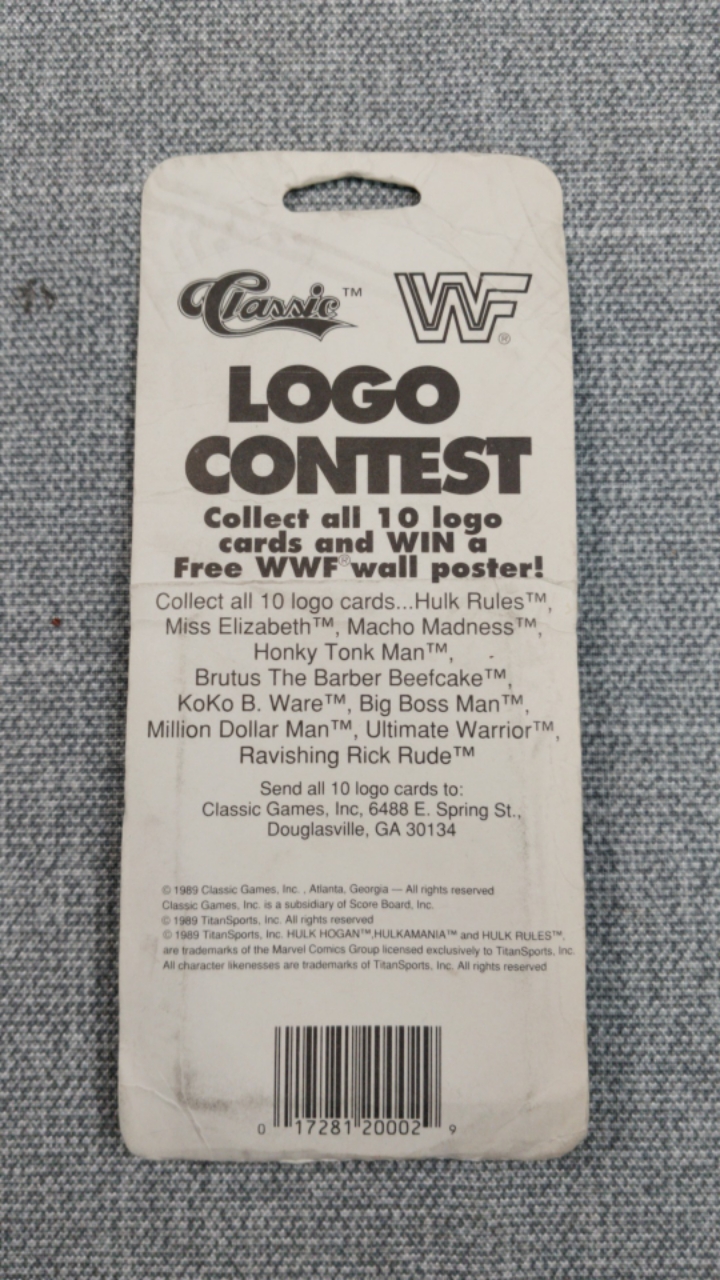 Classic™ WF®
LOGO
CONTEST
Collect all 10 logo
cards and WIN a
Free WWF® wall poster!
Collect all 10 logo cards...Hulk Rules™,
Miss Elizabeth™, Macho Madness™,
Honky Tonk Man™,
Brutus The Barber Beefcake™,
KoKo B. Ware™, Big Boss Man™,
Million Dollar Man™, Ultimate Warrior™,
Ravishing Rick Rude™
Send all 10 logo cards to:
Classic Games, Inc, 6488 E. Spring St.,
Douglasville, GA 30134
© 1989 Classic Games, Inc. , Atlanta, Georgia — All rights reserved
Classic Games, Inc. is a subsidiary of Score Board, Inc.
© 1989 TitanSports, Inc. All rights reserved
© 1989 TitanSports, Inc. HULK HOGAN™,HULKAMANIA™ and HULK RULES™,
are trademarks of the Marvel Comics Group licensed exclusively to TitanSports, Inc.
All character likenesses are trademarks of TitanSports, Inc. All rights reserved
0 17281 20002 9